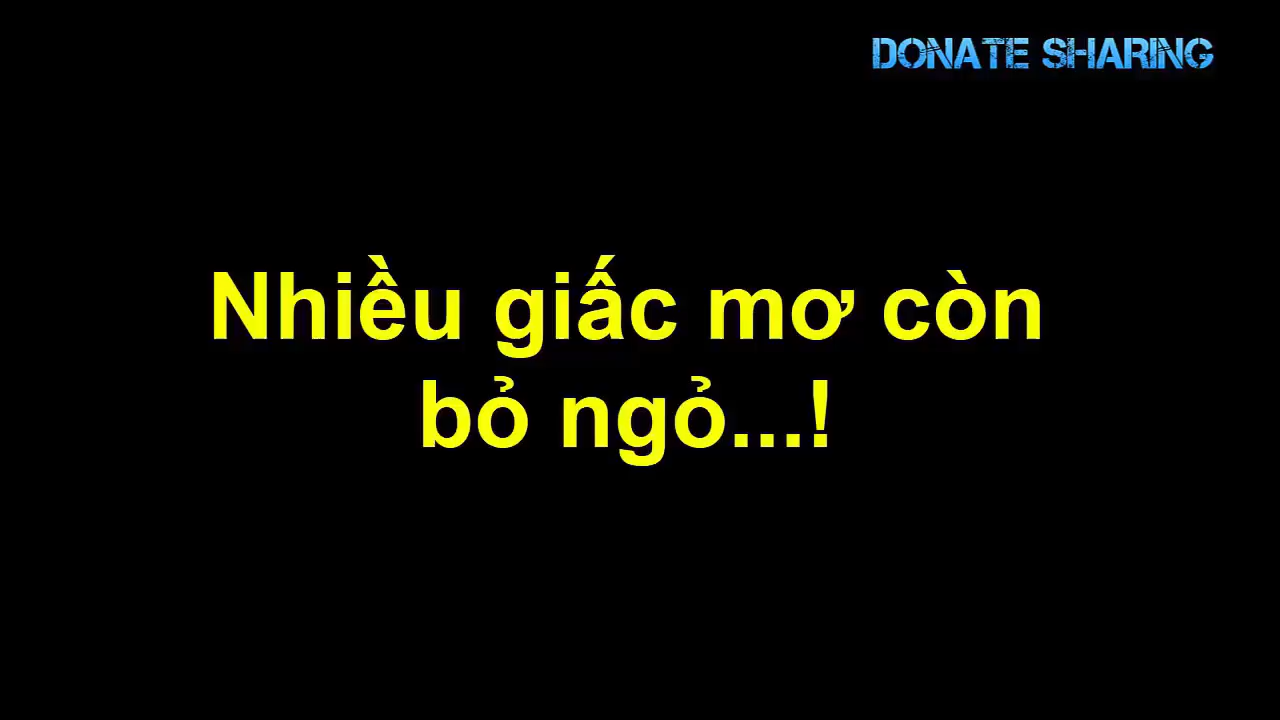 DONATE SHARING
Nhiều giấc mơ còn
bỏ ngỏ...!